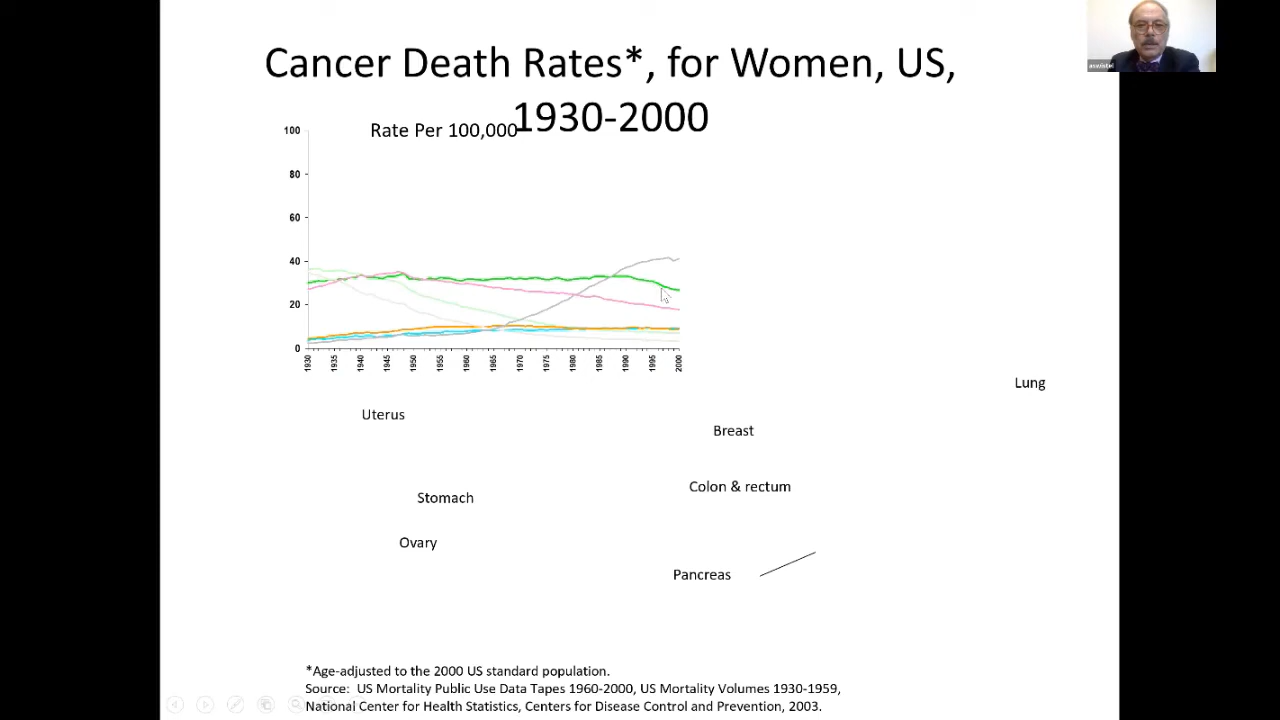 Cancer Death Rates*, for Women, US,
1930-2000
Rate Per 100,000
100
80
60
40
20
0
1930
1935
1940
1945
1950
1955
1960
1965
1970
1975
1980
1985
1990
1995
2000
Lung
Uterus
Breast
Colon & rectum
Stomach
Ovary
Pancreas
*Age-adjusted to the 2000 US standard population.
Source: US Mortality Public Use Data Tapes 1960-2000, US Mortality Volumes 1930-1959,
National Center for Health Statistics, Centers for Disease Control and Prevention, 2003.